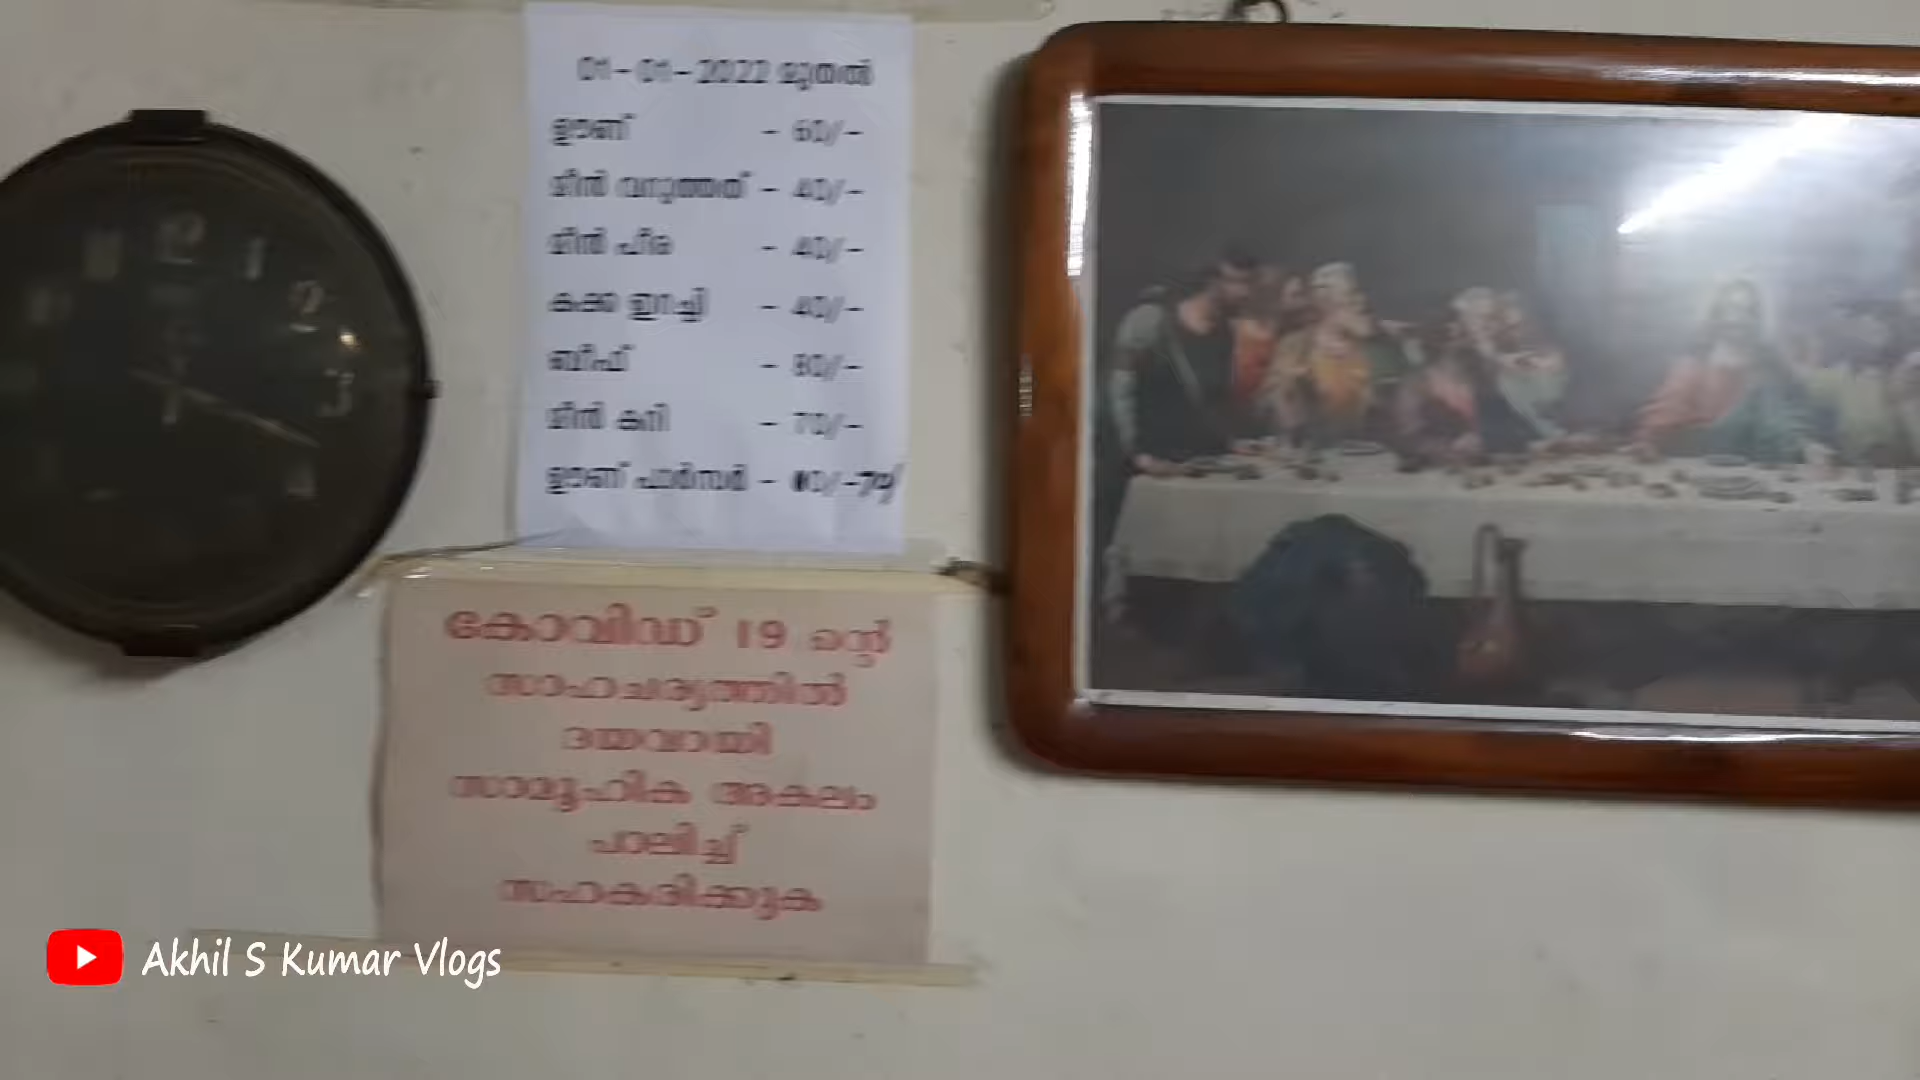 01-01-2022 മുതൽ
ഊണ് - 60/-
മീൻ വറുത്തത് - 40/-
മീൻ പീര - 40/-
കക്കാ ഇറച്ചി - 40/-
ബീഫ് - 80/-
മീൻ കറി - 70/-
ഊണ് പാർസൽ - 70/
കോവിഡ് 19 ന്റെ
സാഹചര്യത്തിൽ
ദയവായി
സാമൂഹിക അകലം
പാലിച്ച്
സഹകരിക്കുക
Akhil S Kumar Vlogs